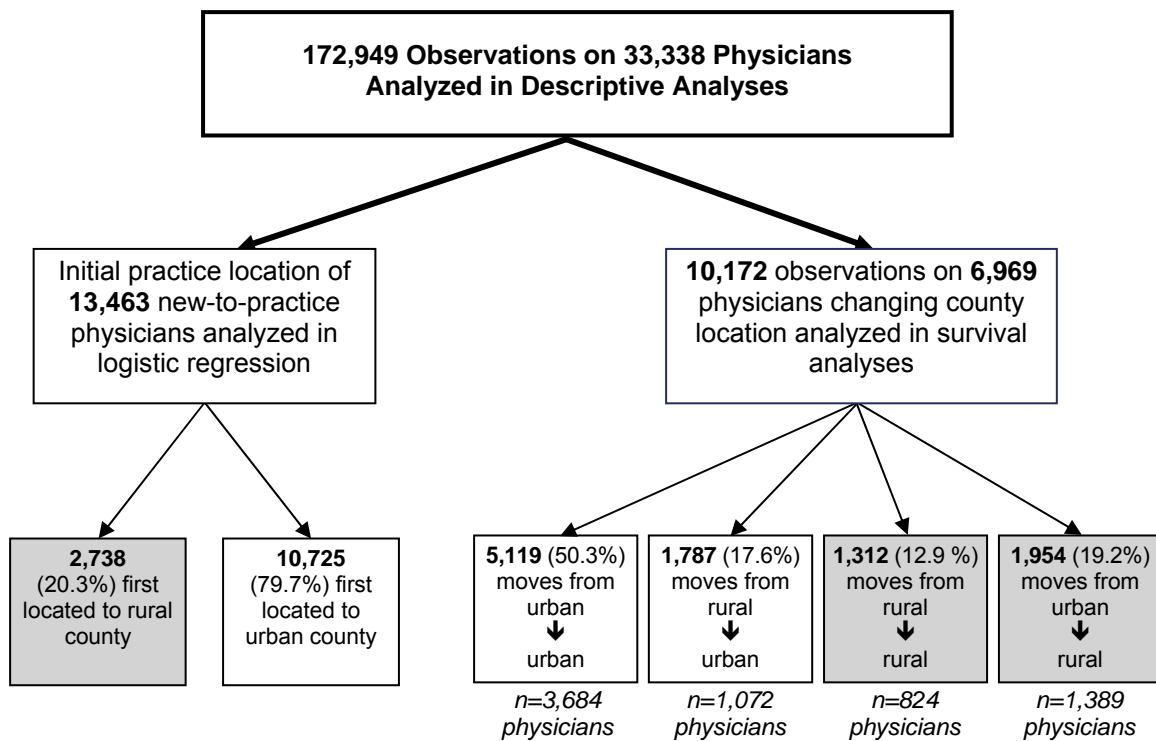 172,949 Observations on 33,338 Physicians
Analyzed in Descriptive Analyses
Initial practice location of
13,463 new-to-practice
physicians analyzed in
logistic regression
10,172 observations on 6,969
physicians changing county
location analyzed in survival
analyses
2,738
(20.3%) first
located to rural
county
10,725
(79.7%) first
located to
urban county
5,119 (50.3%)
moves from
urban
urban
n=3,684
physicians
1,787 (17.6%)
moves from
rural
urban
n=1,072
physicians
1,312 (12.9 %)
moves from
rural
rural
n=824
physicians
1,954 (19.2%)
moves from
urban
rural
n=1,389
physicians